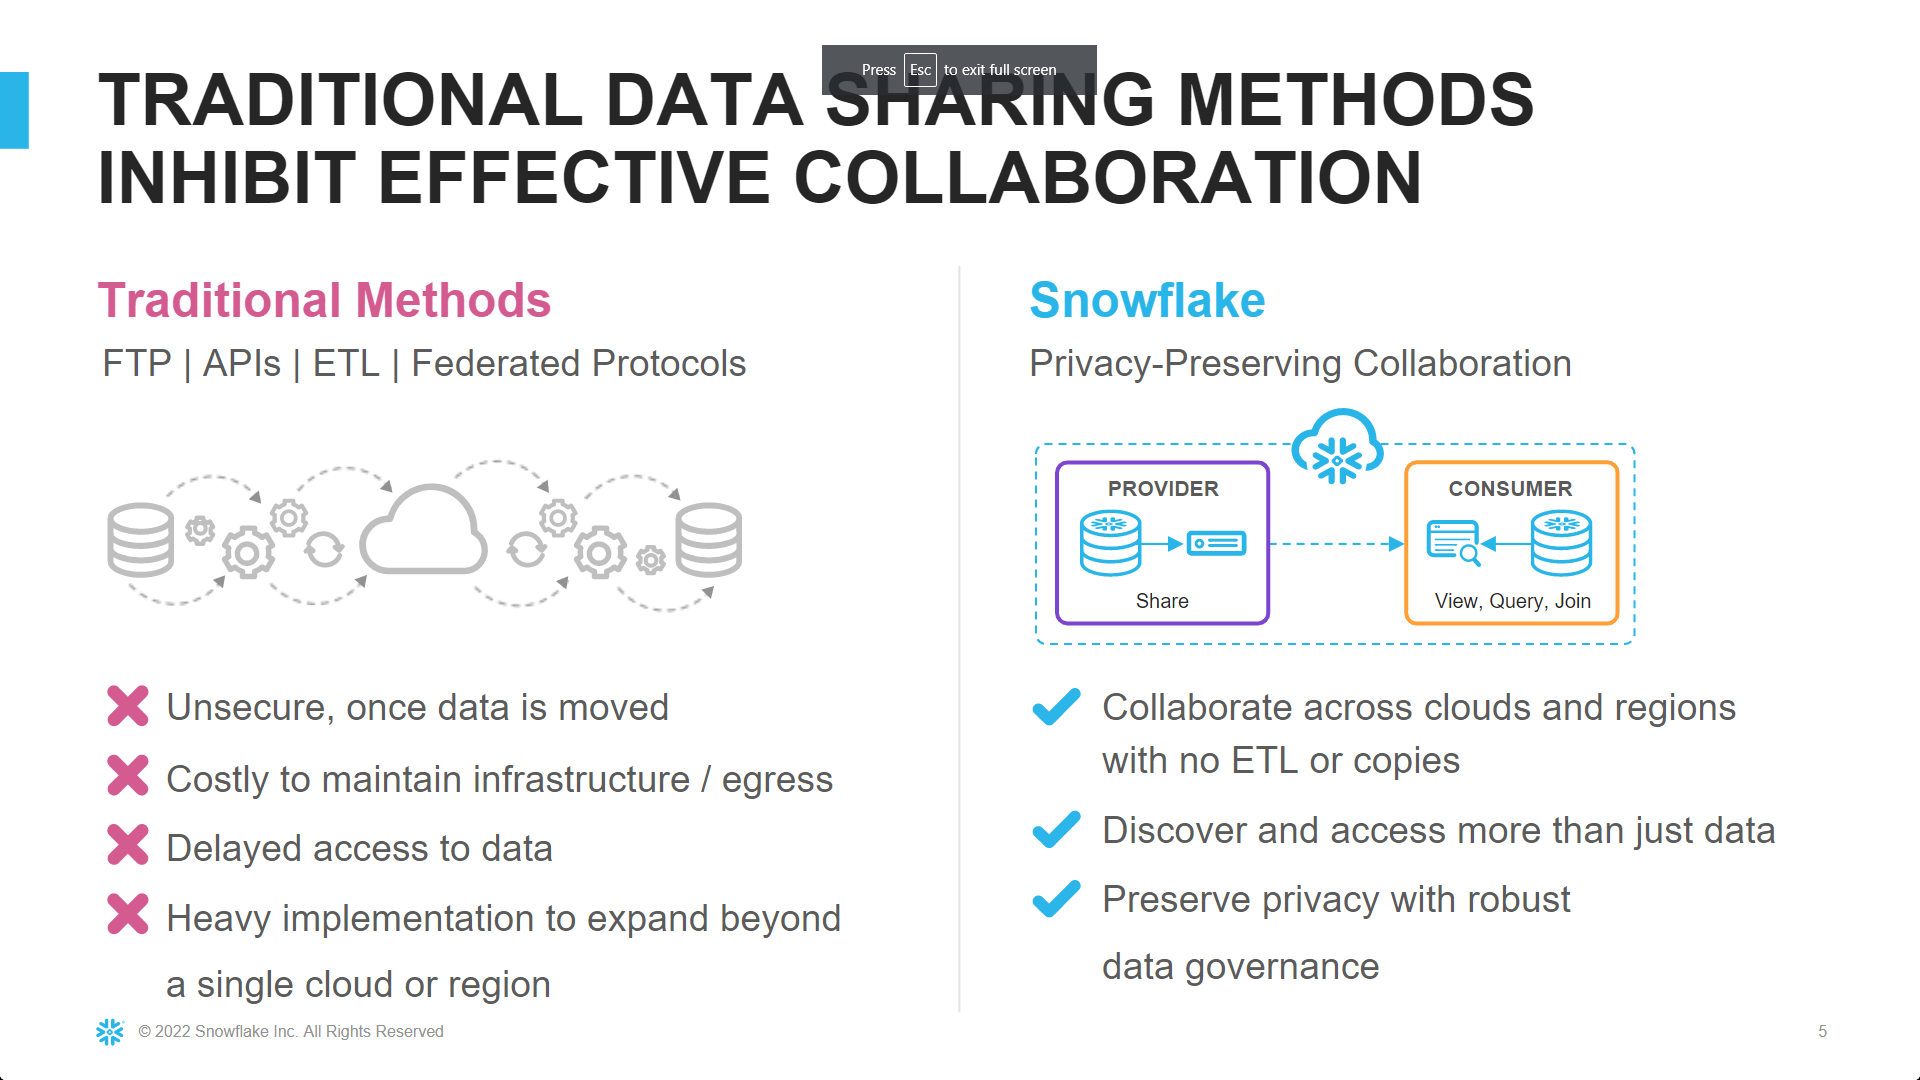 Press Esc to exit full screen
TRADITIONAL DATA SHARING METHODS
INHIBIT EFFECTIVE COLLABORATION
Traditional Methods
FTP | APIs | ETL | Federated Protocols
Unsecure, once data is moved
Costly to maintain infrastructure / egress
Delayed access to data
Heavy implementation to expand beyond
a single cloud or region
Snowflake
Privacy-Preserving Collaboration
PROVIDER
Share
CONSUMER
View, Query, Join
Collaborate across clouds and regions
with no ETL or copies
Discover and access more than just data
Preserve privacy with robust
data governance
© 2022 Snowflake Inc. All Rights Reserved
5